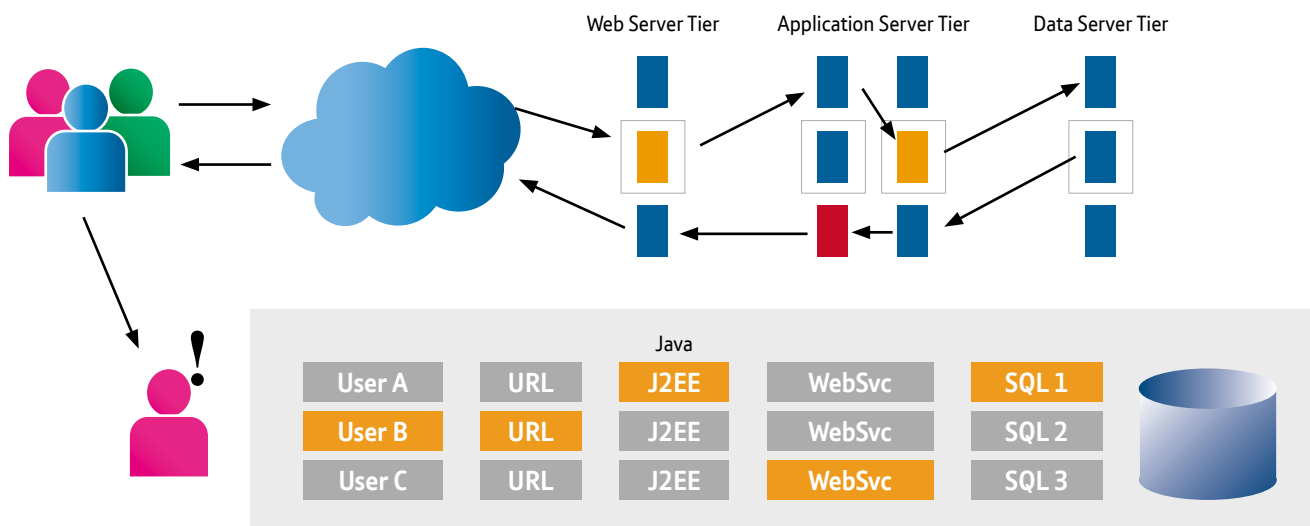 Web Server Tier Application Server Tier Data Server Tier
!
Java
User A URL J2EE WebSvc SQL 1
User B URL J2EE WebSvc SQL 2
User C URL J2EE WebSvc SQL 3